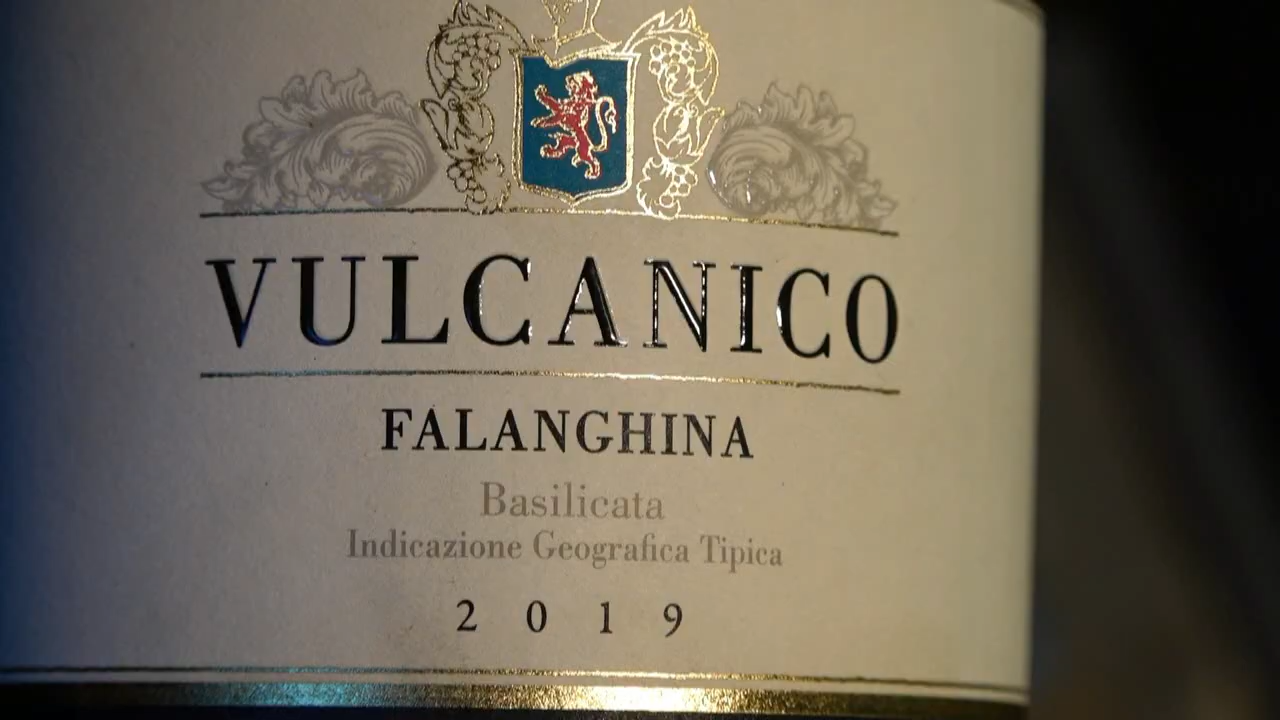 VULCANICO
FALANGHINA
Basilicata
Indicazione Geografica Tipica
2019